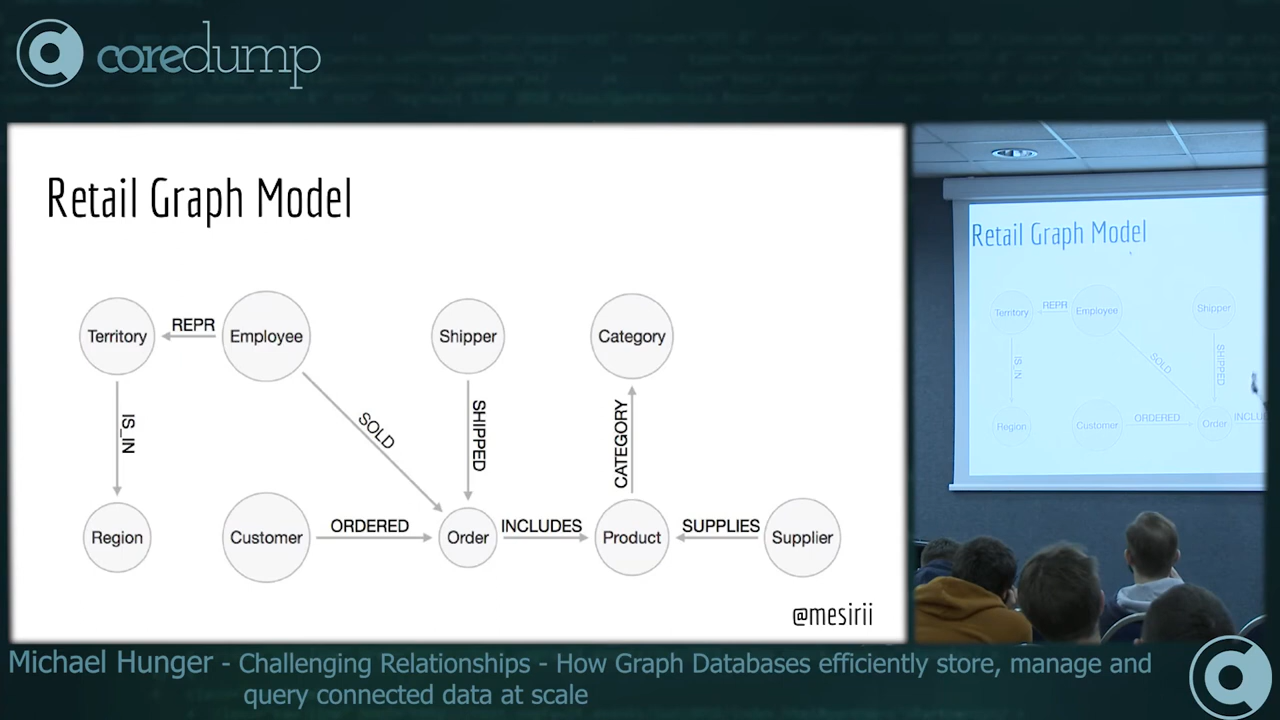 coredump
Retail Graph Model
Territory
REPR
Employee
Shipper
Category
IS_IN
SOLD
SHIPPED
CATEGORY
Region
Customer
ORDERED
Order
INCLUDES
Product
SUPPLIES
Supplier
@mesirii
Retail Graph Model
Territory
REPR
Employee
Shipper
IS_IN
SOLD
SHIPPED
Region
Customer
ORDERED
Order
INCLU
Michael Hunger - Challenging Relationships - How Graph Databases efficiently store, manage and
query connected data at scale